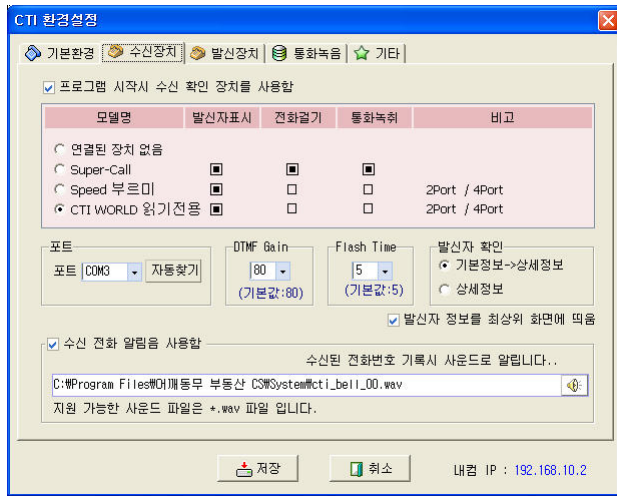 CTI 환경설정
기본환경 수신장치 발신장치 통화녹음 기타
프로그램 시작시 수신 확인 장치를 사용함
모델명 발신자표시 전화걸기 통화녹취 비고
연결된 장치 없음
Super-Call
Speed 부르미 2Port / 4Port
CTI WORLD 읽기전용 2Port / 4Port
포트 DTMF Gain Flash Time 발신자 확인
포트 COM3 자동찾기 80 5 기본정보->상세정보
(기본값:80) (기본값:5) 상세정보
발신자 정보를 최상위 화면에 띄움
수신 전화 알림음 사용함
수신된 전화번호 기록시 사운드로 알립니다..
C:₩Program Files₩어깨동무 부동산 CS₩System₩cti_bell_00.wav
지원 가능한 사운드 파일은 *.wav 파일 입니다.
저장 취소 내컴 IP : 192.168.10.2